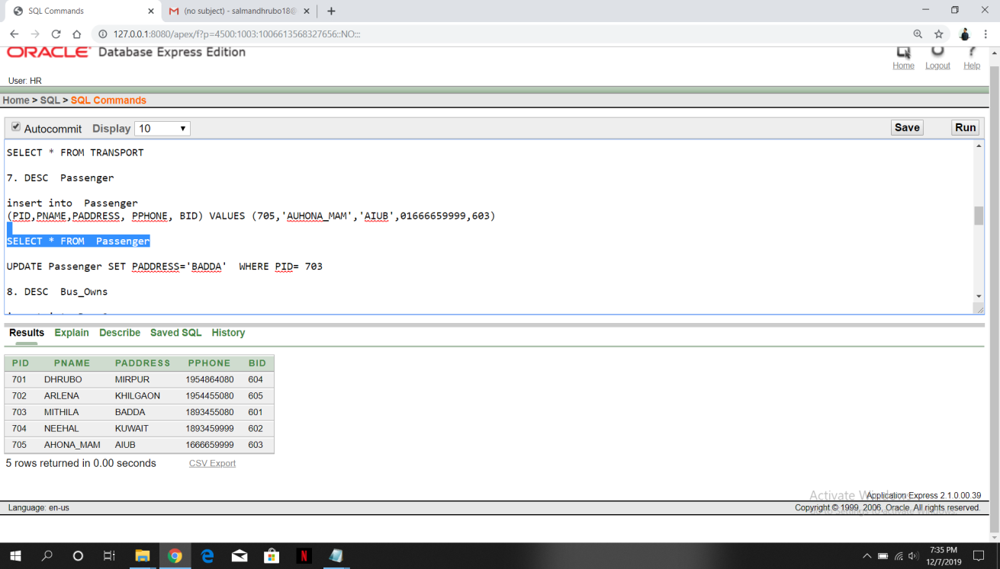 SQL Commands
(no subject) - salmandhrubo18@
127.0.0.1:8080/apex/f?p=4500:1003:1006613568327656::NO:::
ORACLE Database Express Edition
Home Logout Help
User: HR
Home > SQL > SQL Commands
Autocommit Display 10 Save Run
SELECT * FROM TRANSPORT
7. DESC Passenger
insert into Passenger
(PID,PNAME,PADDRESS, PPHONE, BID) VALUES (705,'AUHONA_MAM','AIUB',01666659999,603)
SELECT * FROM Passenger
UPDATE Passenger SET PADDRESS='BADDA' WHERE PID= 703
8. DESC Bus_Owns
Results Explain Describe Saved SQL History
PID PNAME PADDRESS PPHONE BID
701 DHRUBO MIRPUR 1954864080 604
702 ARLENA KHILGAON 1954455080 605
703 MITHILA BADDA 1893455080 601
704 NEEHAL KUWAIT 1893459999 602
705 AHONA_MAM AIUB 1666659999 603
5 rows returned in 0.00 seconds CSV Export
Activate Windows
Application Express 2.1.0.00.39
Language: en-us
Copyright © 1999, 2006, Oracle. All rights reserved.
Go to Settings to activate Windows.
7:35 PM
12/7/2019